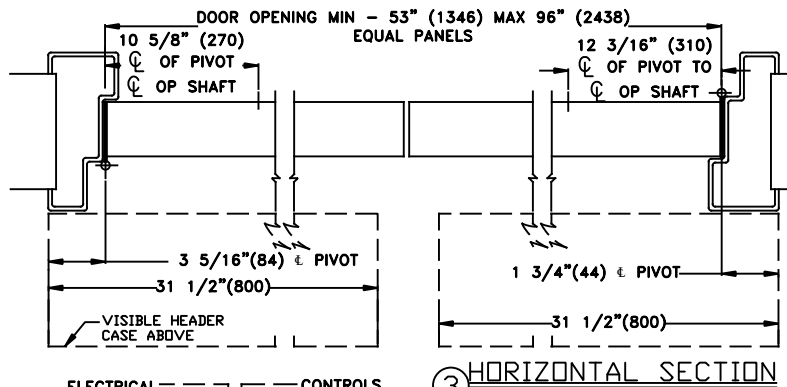 DOOR OPENING MIN - 53" (1346) MAX 96" (2438)
EQUAL PANELS
10 5/8" (270)
℄ OF PIVOT
℄ OP SHAFT
12 3/16" (310)
℄ OF PIVOT TO
℄ OP SHAFT
3 5/16"(84) ℄ PIVOT
31 1/2"(800)
1 3/4"(44) ℄ PIVOT
31 1/2"(800)
VISIBLE HEADER
CASE ABOVE
ELECTRICAL
CONTROLS
3 HORIZONTAL SECTION